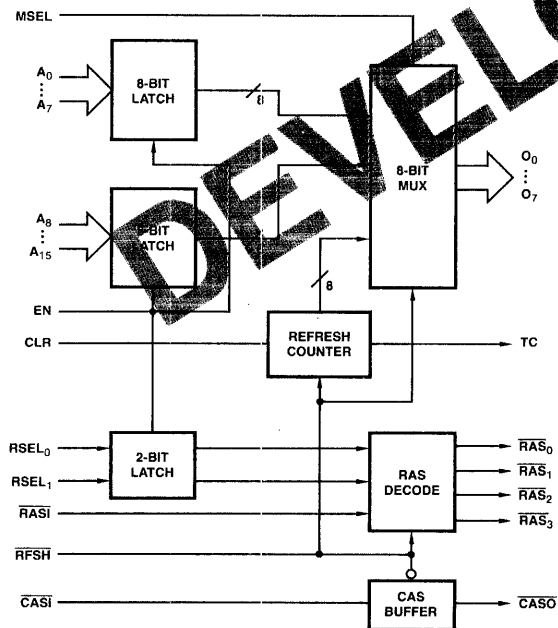 MSEL
A0
A7
8-BIT
LATCH
8
8-BIT
MUX
O0
O7
A8
A15
8-BIT
LATCH
8
EN
CLR
REFRESH
COUNTER
TC
RSEL0
RSEL1
2-BIT
LATCH
RAS
DECODE
RAS0
RAS1
RAS2
RAS3
RASI
RFSH
CASI
CAS
BUFFER
CASO